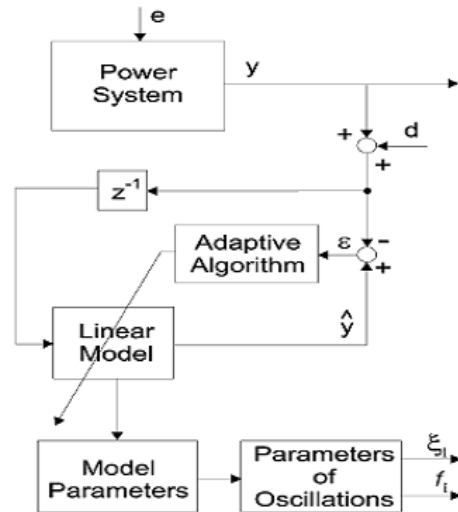 e
Power
System
y
+
d
+
z⁻¹
-
Adaptive
Algorithm
ε
+
Linear
Model
ŷ
Model
Parameters
Parameters
of
Oscillations
ξᵢ
fᵢ